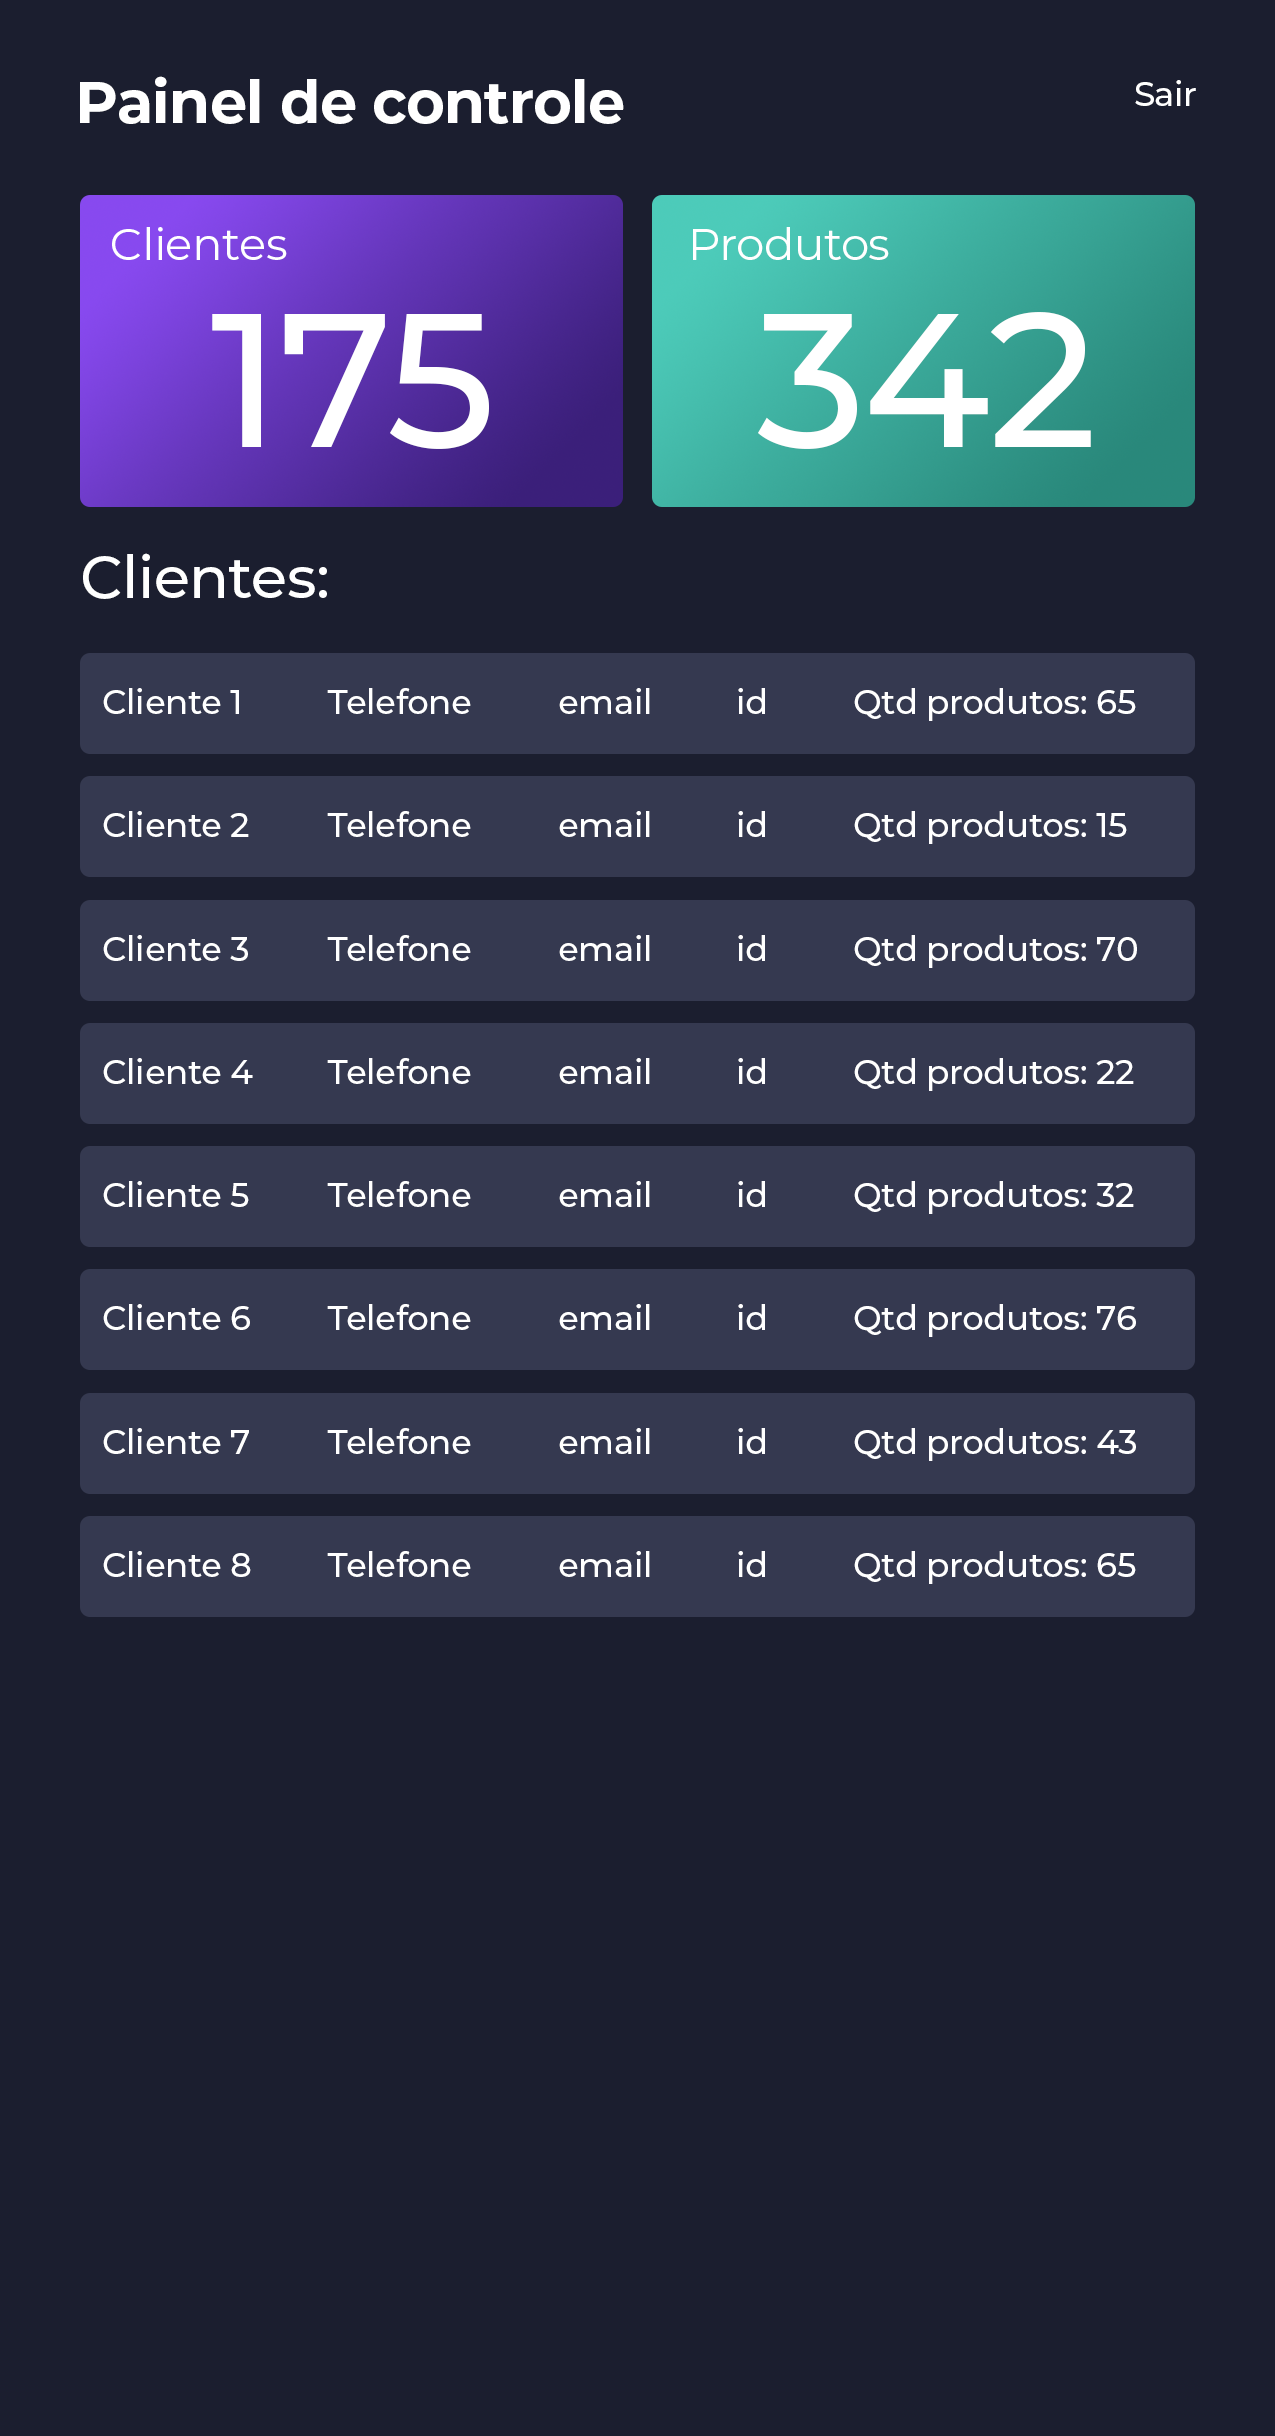 Painel de controle Sair
Clientes Produtos
175 342
Clientes:
Cliente 1 Telefone email id Qtd produtos: 65
Cliente 2 Telefone email id Qtd produtos: 15
Cliente 3 Telefone email id Qtd produtos: 70
Cliente 4 Telefone email id Qtd produtos: 22
Cliente 5 Telefone email id Qtd produtos: 32
Cliente 6 Telefone email id Qtd produtos: 76
Cliente 7 Telefone email id Qtd produtos: 43
Cliente 8 Telefone email id Qtd produtos: 65